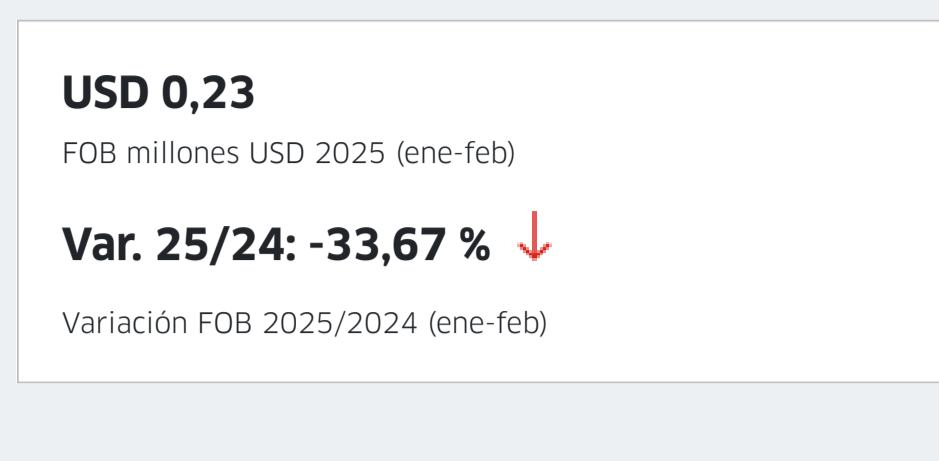 USD 0,23
FOB millones USD 2025 (ene-feb)
Var. 25/24: -33,67 %
Variación FOB 2025/2024 (ene-feb)